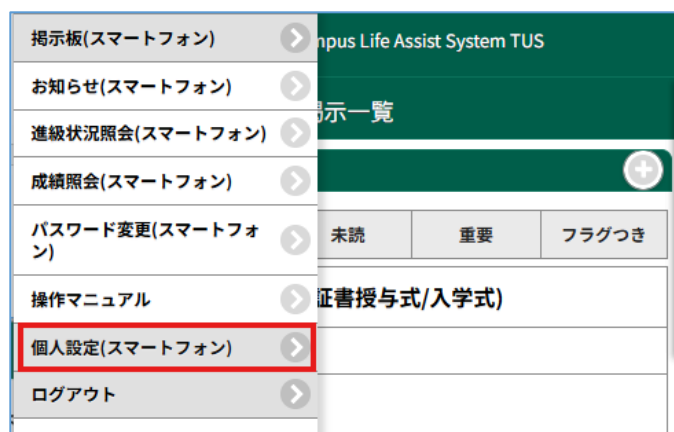 掲示板(スマートフォン)
mpus Life Assist System TUS
お知らせ(スマートフォン)
示一覧
進級状況照会(スマートフォン)
成績照会(スマートフォン)
パスワード変更(スマートフォ
ン)
未読
重要
フラグつき
操作マニュアル
証書授与式/入学式)
個人設定(スマートフォン)
ログアウト